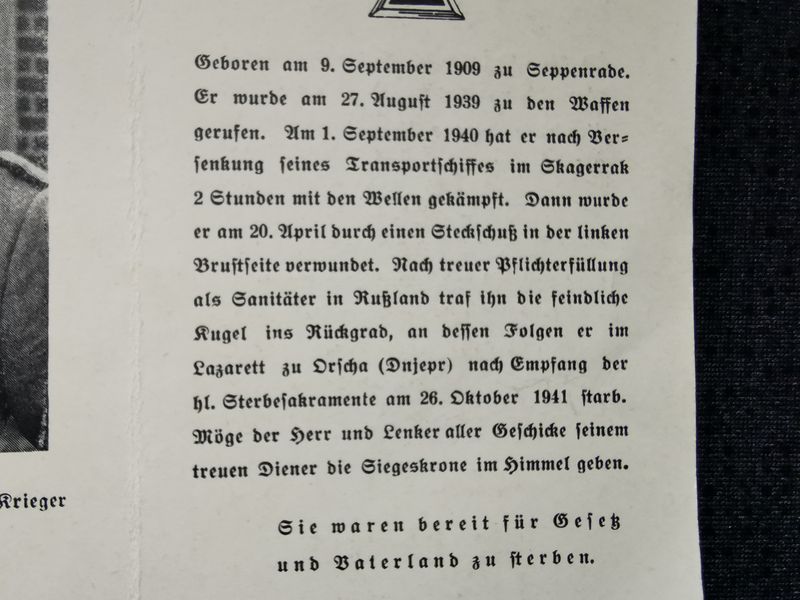 Geboren am 9. September 1909 zu Seppenrade.
Er wurde am 27. August 1939 zu den Waffen
gerufen. Am 1. September 1940 hat er nach Ver=
senkung seines Transportschiffes im Skagerrak
2 Stunden mit den Wellen gekämpft. Dann wurde
er am 20. April durch einen Steckschuß in der linken
Brustseite verwundet. Nach treuer Pflichterfüllung
als Sanitäter in Rußland traf ihn die feindliche
Kugel ins Rückgrad, an dessen Folgen er im
Lazarett zu Orscha (Dnjepr) nach Empfang der
hl. Sterbesakramente am 26. Oktober 1941 starb.
Möge der Herr und Lenker aller Geschicke seinem
treuen Diener die Siegeskrone im Himmel geben.
Sie waren bereit für Gesetz
und Vaterland zu sterben.
Krieger